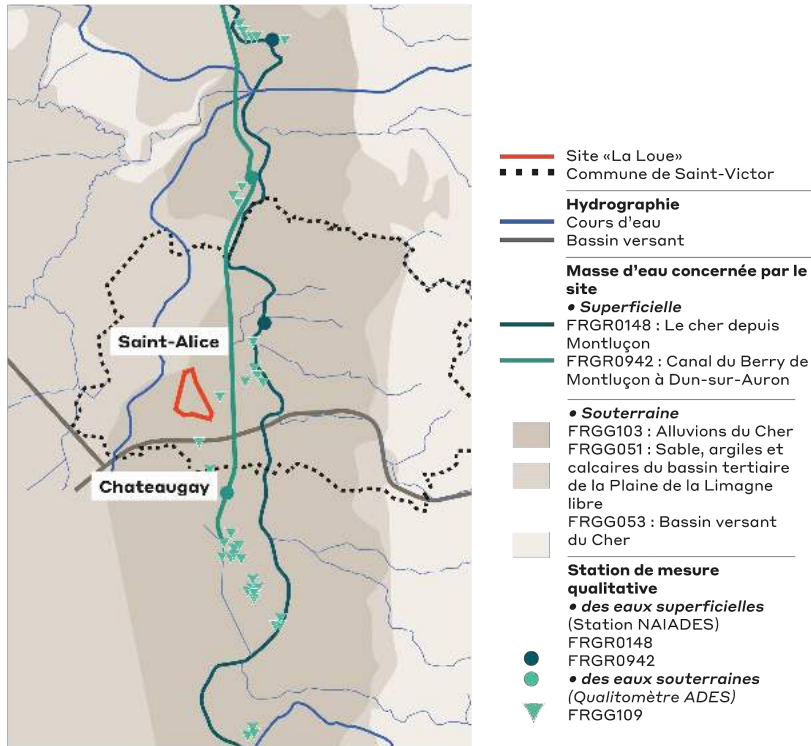 Saint-Alice
Chateaugay
Site «La Loue»
Commune de Saint-Victor
Hydrographie
Cours d'eau
Bassin versant
Masse d'eau concernée par le
site
• Superficielle
FRGR0148 : Le cher depuis
Montluçon
FRGR0942 : Canal du Berry de
Montluçon à Dun-sur-Auron
• Souterraine
FRGG103 : Alluvions du Cher
FRGG051 : Sable, argiles et
calcaires du bassin tertiaire
de la Plaine de la Limagne
libre
FRGG053 : Bassin versant
du Cher
Station de mesure
qualitative
• des eaux superficielles
(Station NAIADES)
FRGR0148
FRGR0942
• des eaux souterraines
(Qualitomètre ADES)
FRGG109